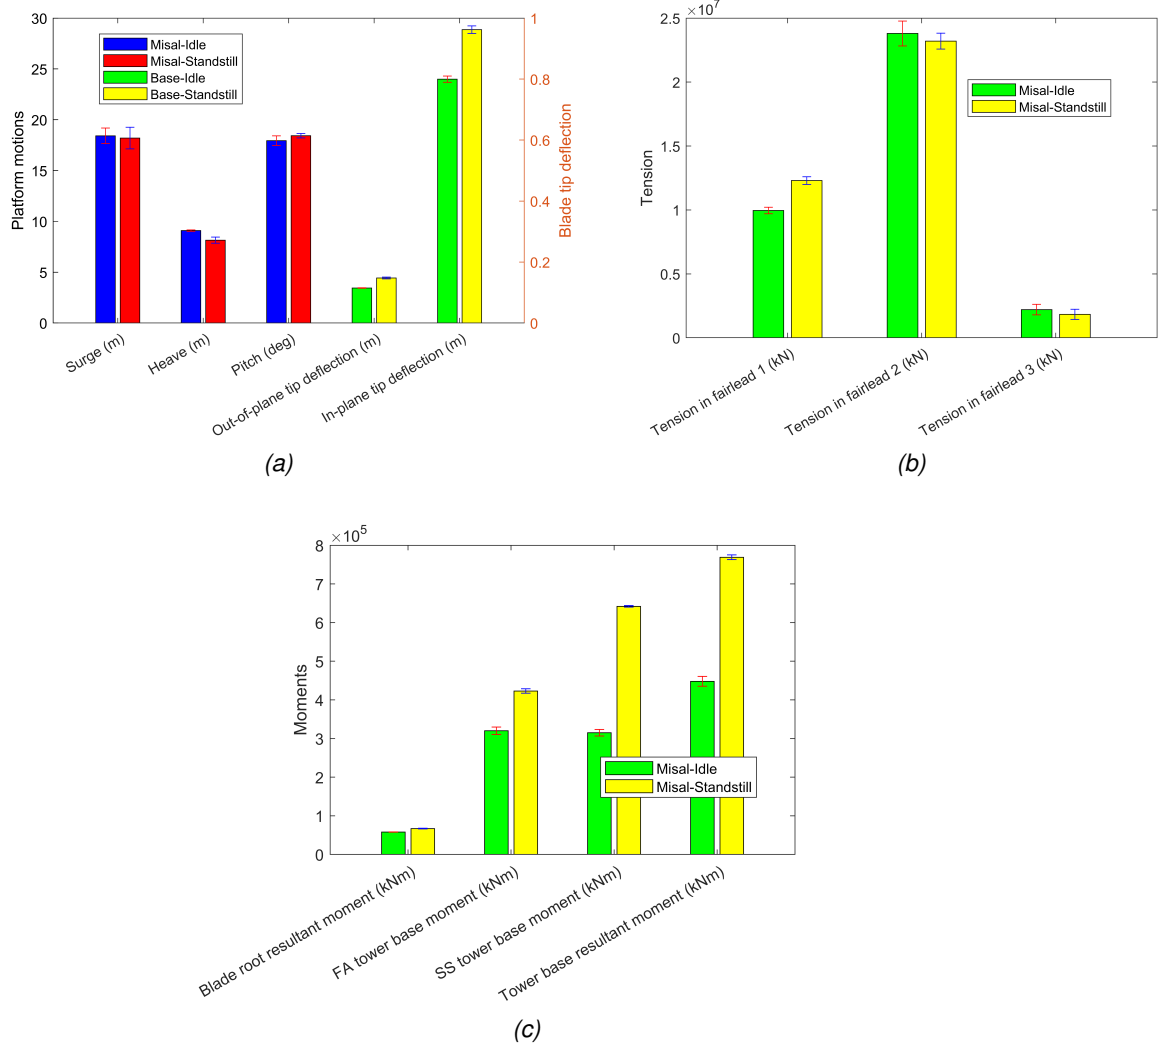 30
25
20
15
10
5
0
Platform motions
Misal-Idle
Misal-Standstill
Base-Idle
Base-Standstill
1
0.8
0.6
0.4
0.2
0
Blade tip deflection
Surge (m)
Heave (m)
Pitch (deg)
Out-of-plane tip deflection (m)
In-plane tip deflection (m)
(a)
×10^7
2.5
2
1.5
1
0.5
0
Tension
Misal-Idle
Misal-Standstill
Tension in fairlead 1 (kN)
Tension in fairlead 2 (kN)
Tension in fairlead 3 (kN)
(b)
×10^5
8
7
6
5
4
3
2
1
0
Moments
Misal-Idle
Misal-Standstill
Blade root resultant moment (kNm)
FA tower base moment (kNm)
SS tower base moment (kNm)
Tower base resultant moment (kNm)
(c)